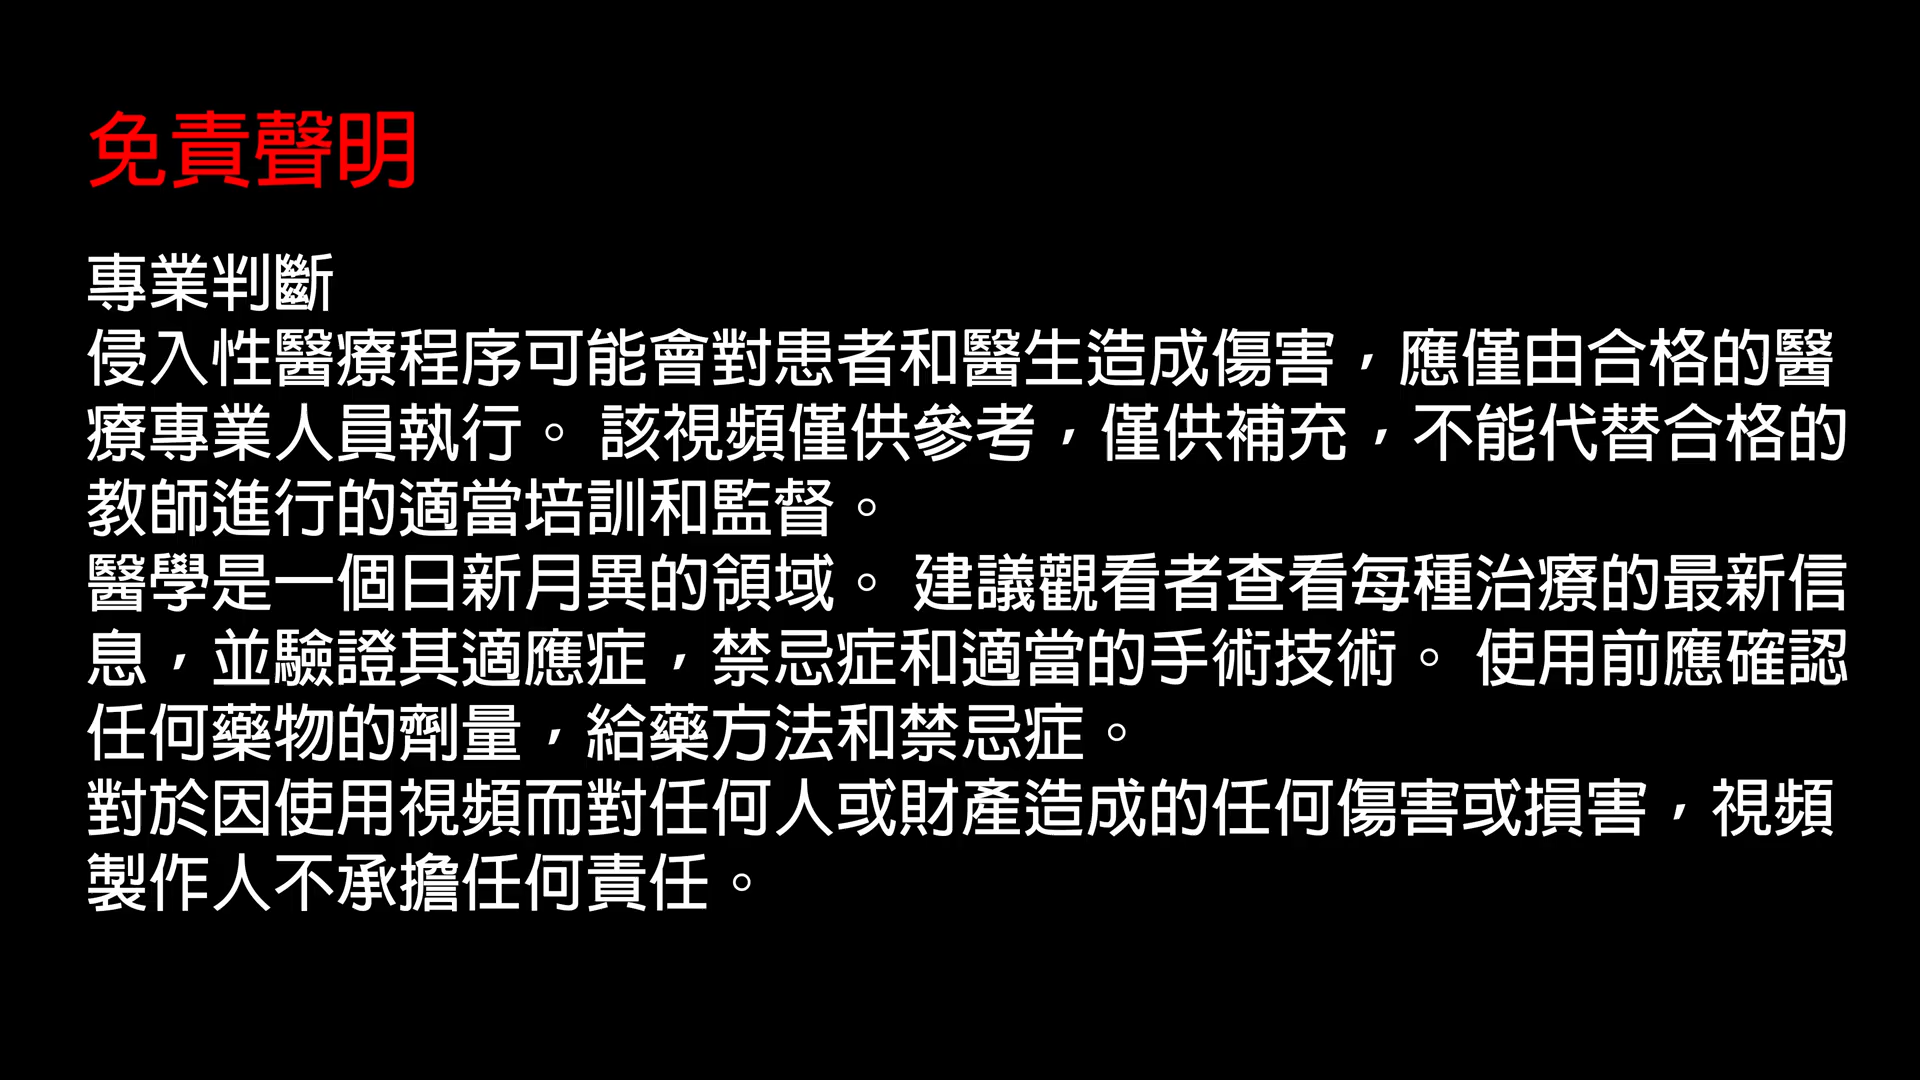 免責聲明
專業判斷
侵入性醫療程序可能會對患者和醫生造成傷害，應僅由合格的醫
療專業人員執行。 該視頻僅供參考，僅供補充，不能代替合格的
教師進行的適當培訓和監督。
醫學是一個日新月異的領域。 建議觀看者查看每種治療的最新信
息，並驗證其適應症，禁忌症和適當的手術技術。 使用前應確認
任何藥物的劑量，給藥方法和禁忌症。
對於因使用視頻而對任何人或財產造成的任何傷害或損害，視頻
製作人不承擔任何責任。